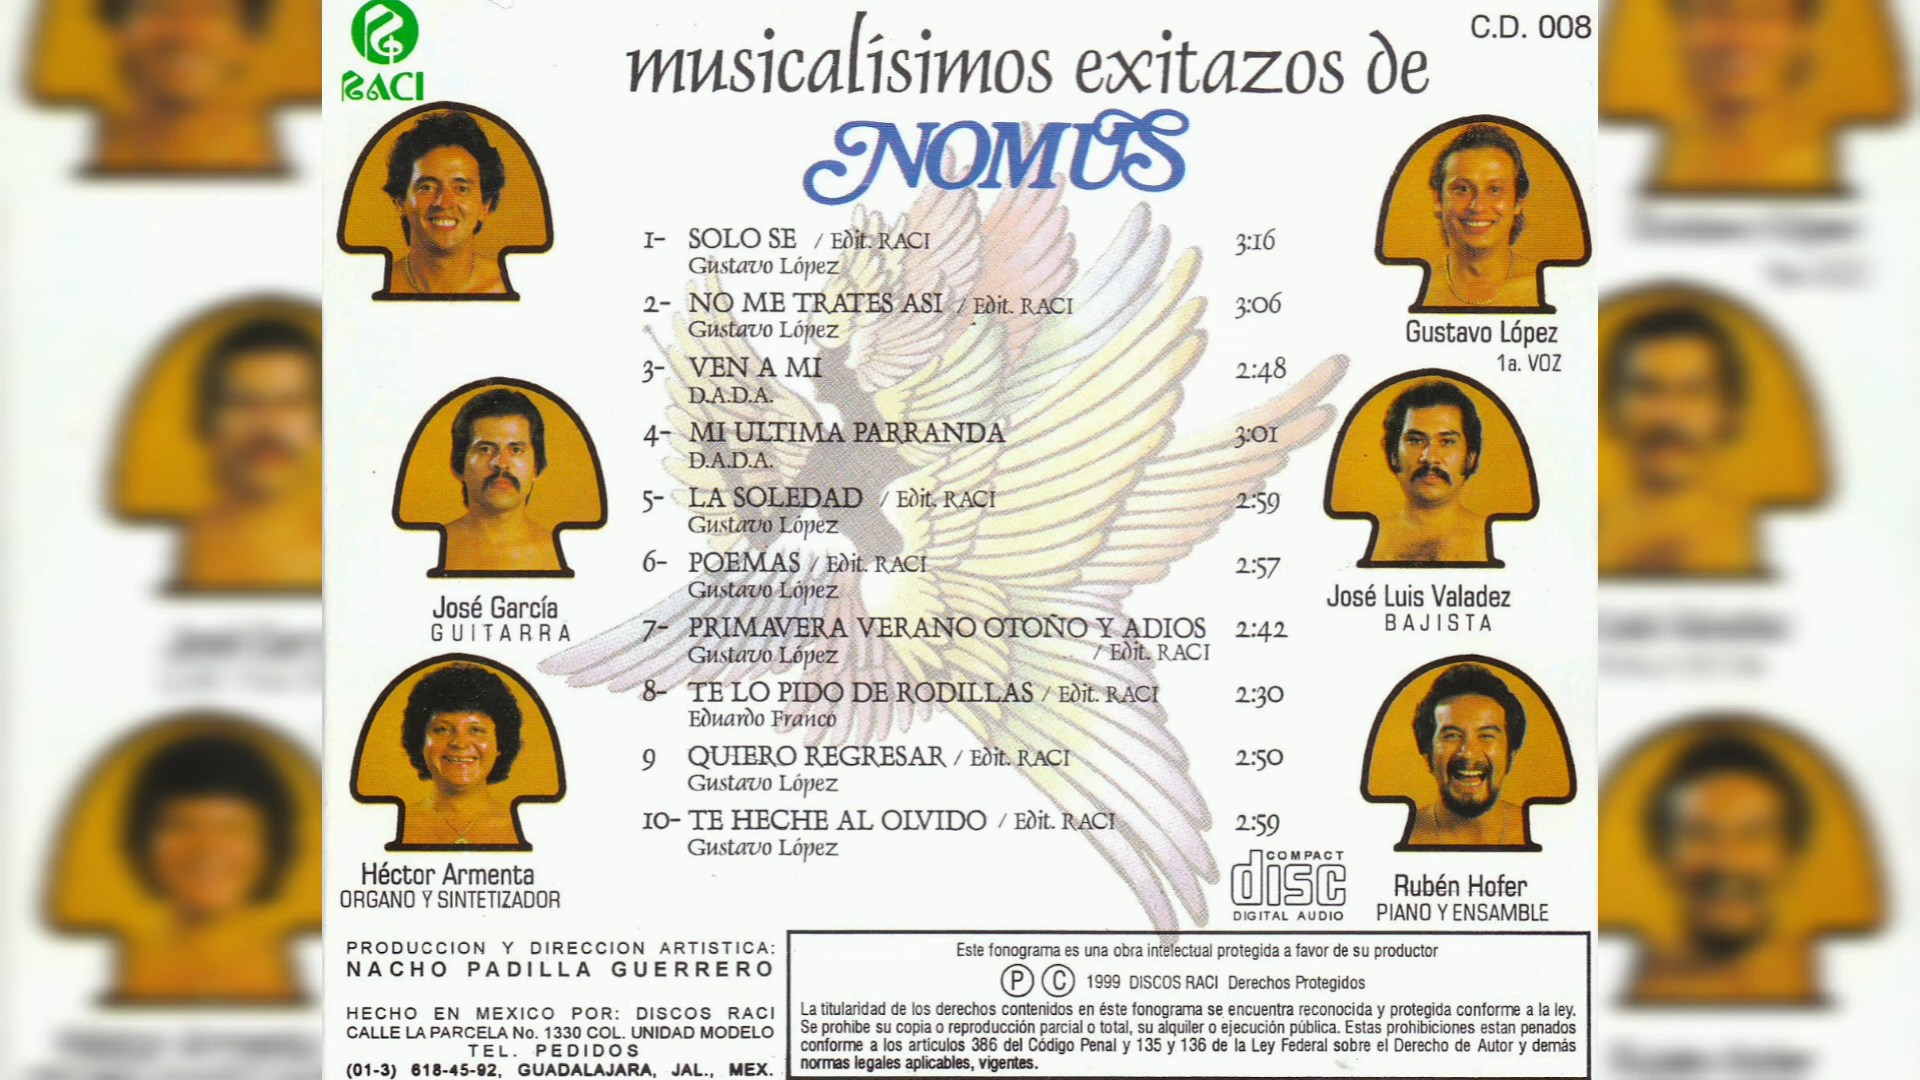 RACI
C.D. 008
musicalísimos exitazos de
NOMUS
1- SOLO SE / Edit. RACI 3:16
Gustavo López
2- NO ME TRATES ASI / Edit. RACI 3:06
Gustavo López
3- VEN A MI 2:48
D.A.D.A.
4- MI ULTIMA PARRANDA 3:01
D.A.D.A.
5- LA SOLEDAD / Edit. RACI 2:59
Gustavo López
6- POEMAS / Edit. RACI 2:57
Gustavo López
7- PRIMAVERA VERANO OTOÑO Y ADIOS 2:42
Gustavo López / Edit. RACI
8- TE LO PIDO DE RODILLAS / Edit. RACI 2:30
Eduardo Franco
9 QUIERO REGRESAR / Edit. RACI 2:50
Gustavo López
10- TE HECHE AL OLVIDO / Edit. RACI 2:59
Gustavo López
Gustavo López
1a. VOZ
José García
GUITARRA
José Luis Valadez
BAJISTA
Héctor Armenta
ORGANO Y SINTETIZADOR
Rubén Hofer
PIANO Y ENSAMBLE
COMPACT
disc
DIGITAL AUDIO
PRODUCCION Y DIRECCION ARTISTICA:
NACHO PADILLA GUERRERO
HECHO EN MEXICO POR: DISCOS RACI
CALLE LA PARCELA No. 1330 COL. UNIDAD MODELO
TEL. PEDIDOS
(01-3) 618-45-92, GUADALAJARA, JAL., MEX.
Este fonograma es una obra intelectual protegida a favor de su productor
Ⓟ Ⓒ 1999 DISCOS RACI Derechos Protegidos
La titularidad de los derechos contenidos en éste fonograma se encuentra reconocida y protegida conforme a la ley.
Se prohibe su copia o reproducción parcial o total, su alquiler o ejecución pública. Estas prohibiciones estan penados
conforme a los artículos 386 del Código Penal y 135 y 136 de la Ley Federal sobre el Derecho de Autor y demás
normas legales aplicables, vigentes.